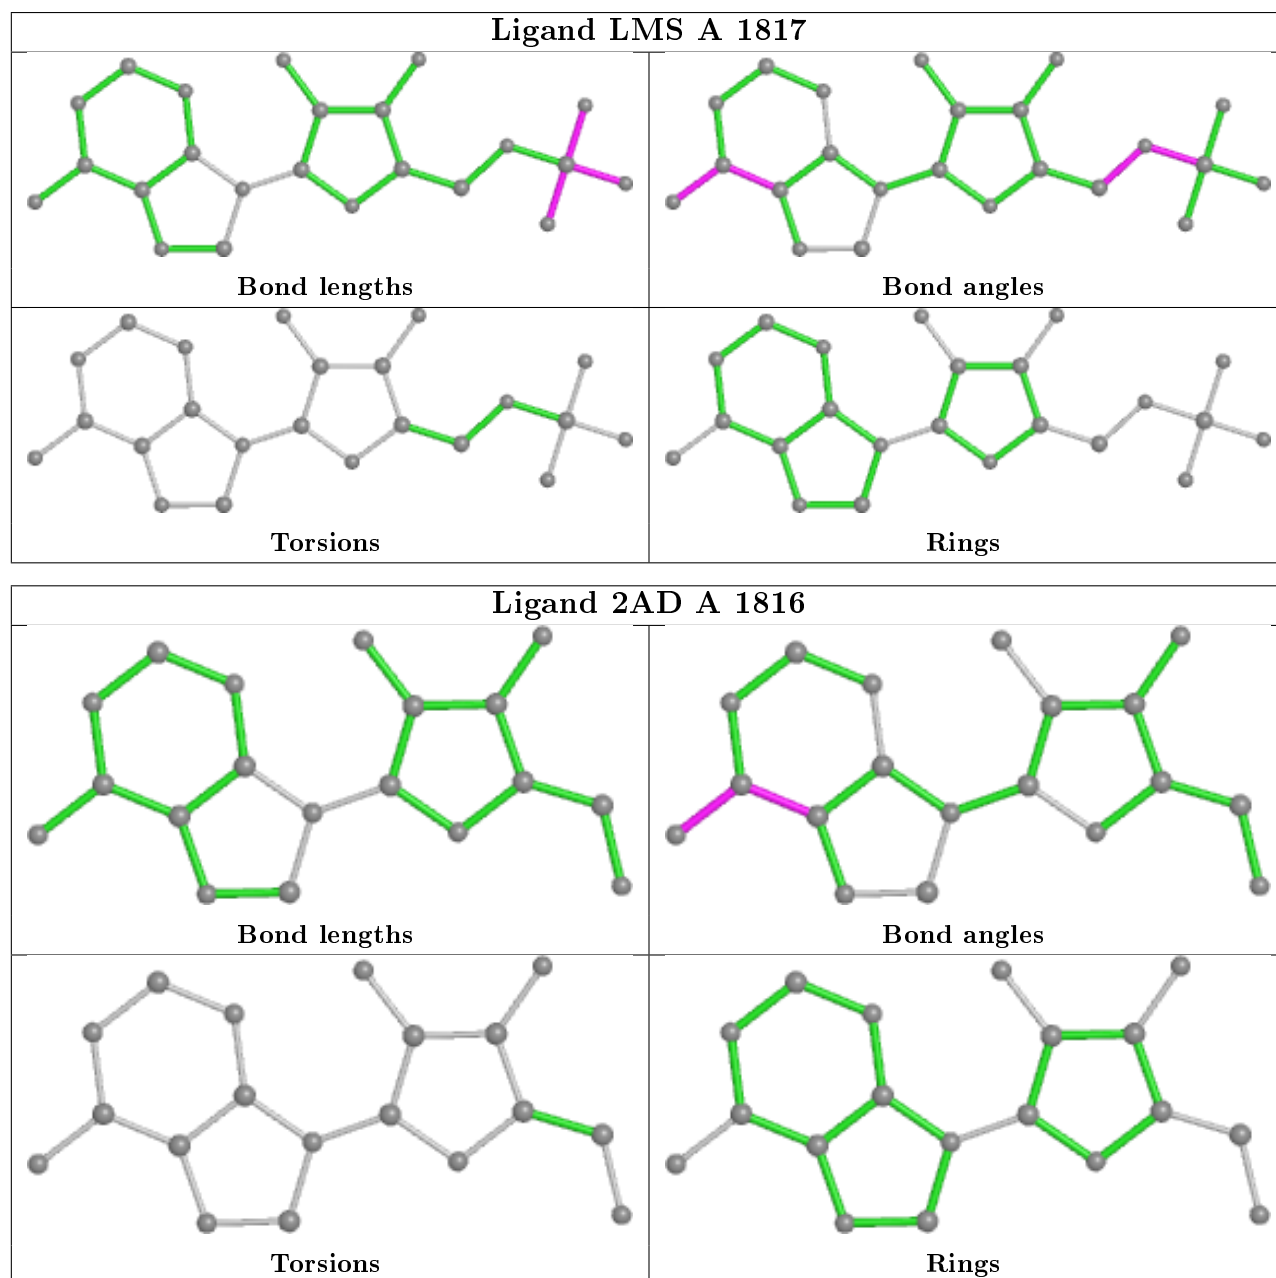 Ligand LMS A 1817
Bond lengths
Bond angles
Torsions
Rings
Ligand 2AD A 1816
Bond lengths
Bond angles
Torsions
Rings